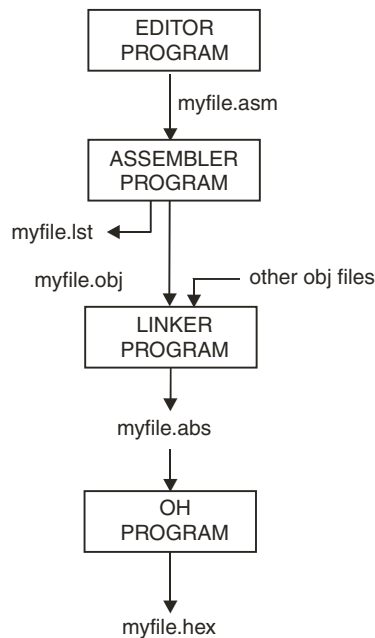 EDITOR
PROGRAM
myfile.asm
ASSEMBLER
PROGRAM
myfile.lst
myfile.obj
other obj files
LINKER
PROGRAM
myfile.abs
OH
PROGRAM
myfile.hex